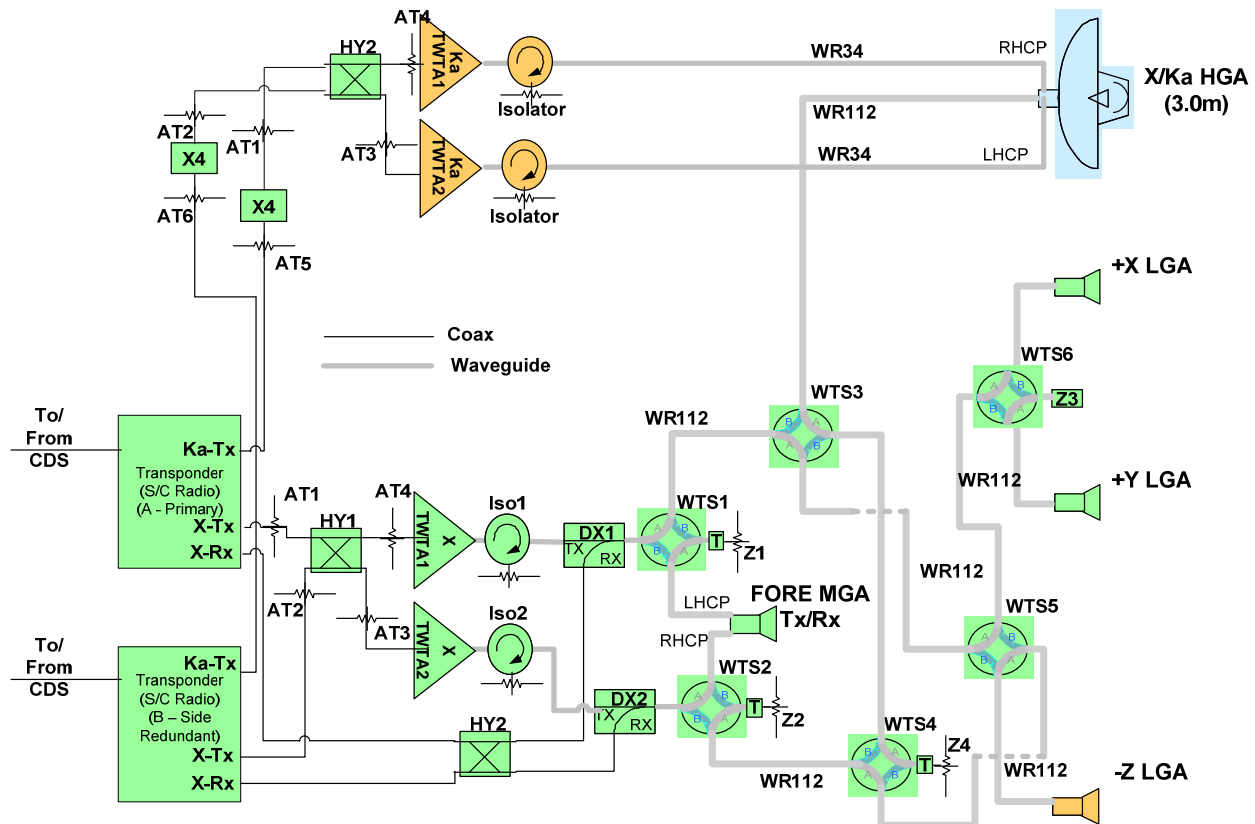 AT4
HY2
Ka
TWTA1
Isolator
WR34
RHCP
X/Ka HGA
(3.0m)
WR112
AT2
AT1
AT3
X4
Ka
TWTA2
Isolator
WR34
LHCP
AT6
X4
AT5
+X LGA
Coax
Waveguide
WTS6
A
B
B
A
Z3
WTS3
B
A
A
B
WR112
WR112
+Y LGA
To/
From
CDS
Ka-Tx
Transponder
(S/C Radio)
(A - Primary)
X-Tx
X-Rx
AT1
AT4
HY1
X
TWTA1
Iso1
DX1
TX
RX
WTS1
A
B
B
A
T
Z1
AT2
AT3
LHCP
FORE MGA
Tx/Rx
RHCP
WR112
WTS5
A
B
B
A
To/
From
CDS
Ka-Tx
Transponder
(S/C Radio)
(B – Side
Redundant)
X-Tx
X-Rx
X
TWTA2
Iso2
HY2
DX2
TX
RX
WTS2
A
B
B
A
T
Z2
WTS4
A
B
B
A
T
Z4
WR112
WR112
-Z LGA